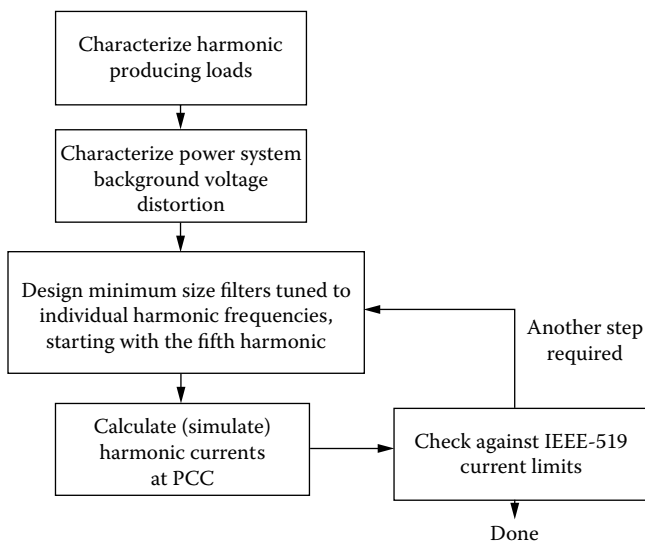 Characterize harmonic
producing loads
Characterize power system
background voltage
distortion
Design minimum size filters tuned to
individual harmonic frequencies,
starting with the fifth harmonic
Another step
required
Calculate (simulate)
harmonic currents
at PCC
Check against IEEE-519
current limits
Done